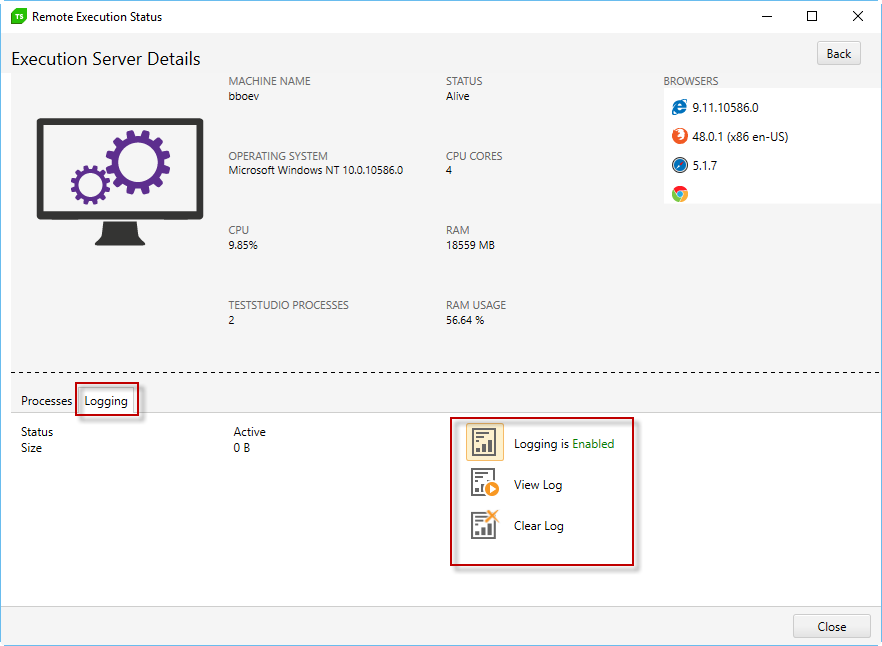 TS Remote Execution Status
Execution Server Details
Back
MACHINE NAME
bboev
STATUS
Alive
BROWSERS
9.11.10586.0
48.0.1 (x86 en-US)
5.1.7
OPERATING SYSTEM
Microsoft Windows NT 10.0.10586.0
CPU CORES
4
CPU
9.85%
RAM
18559 MB
TESTSTUDIO PROCESSES
2
RAM USAGE
56.64 %
Processes Logging
Status Active
Size 0 B
Logging is Enabled
View Log
Clear Log
Close